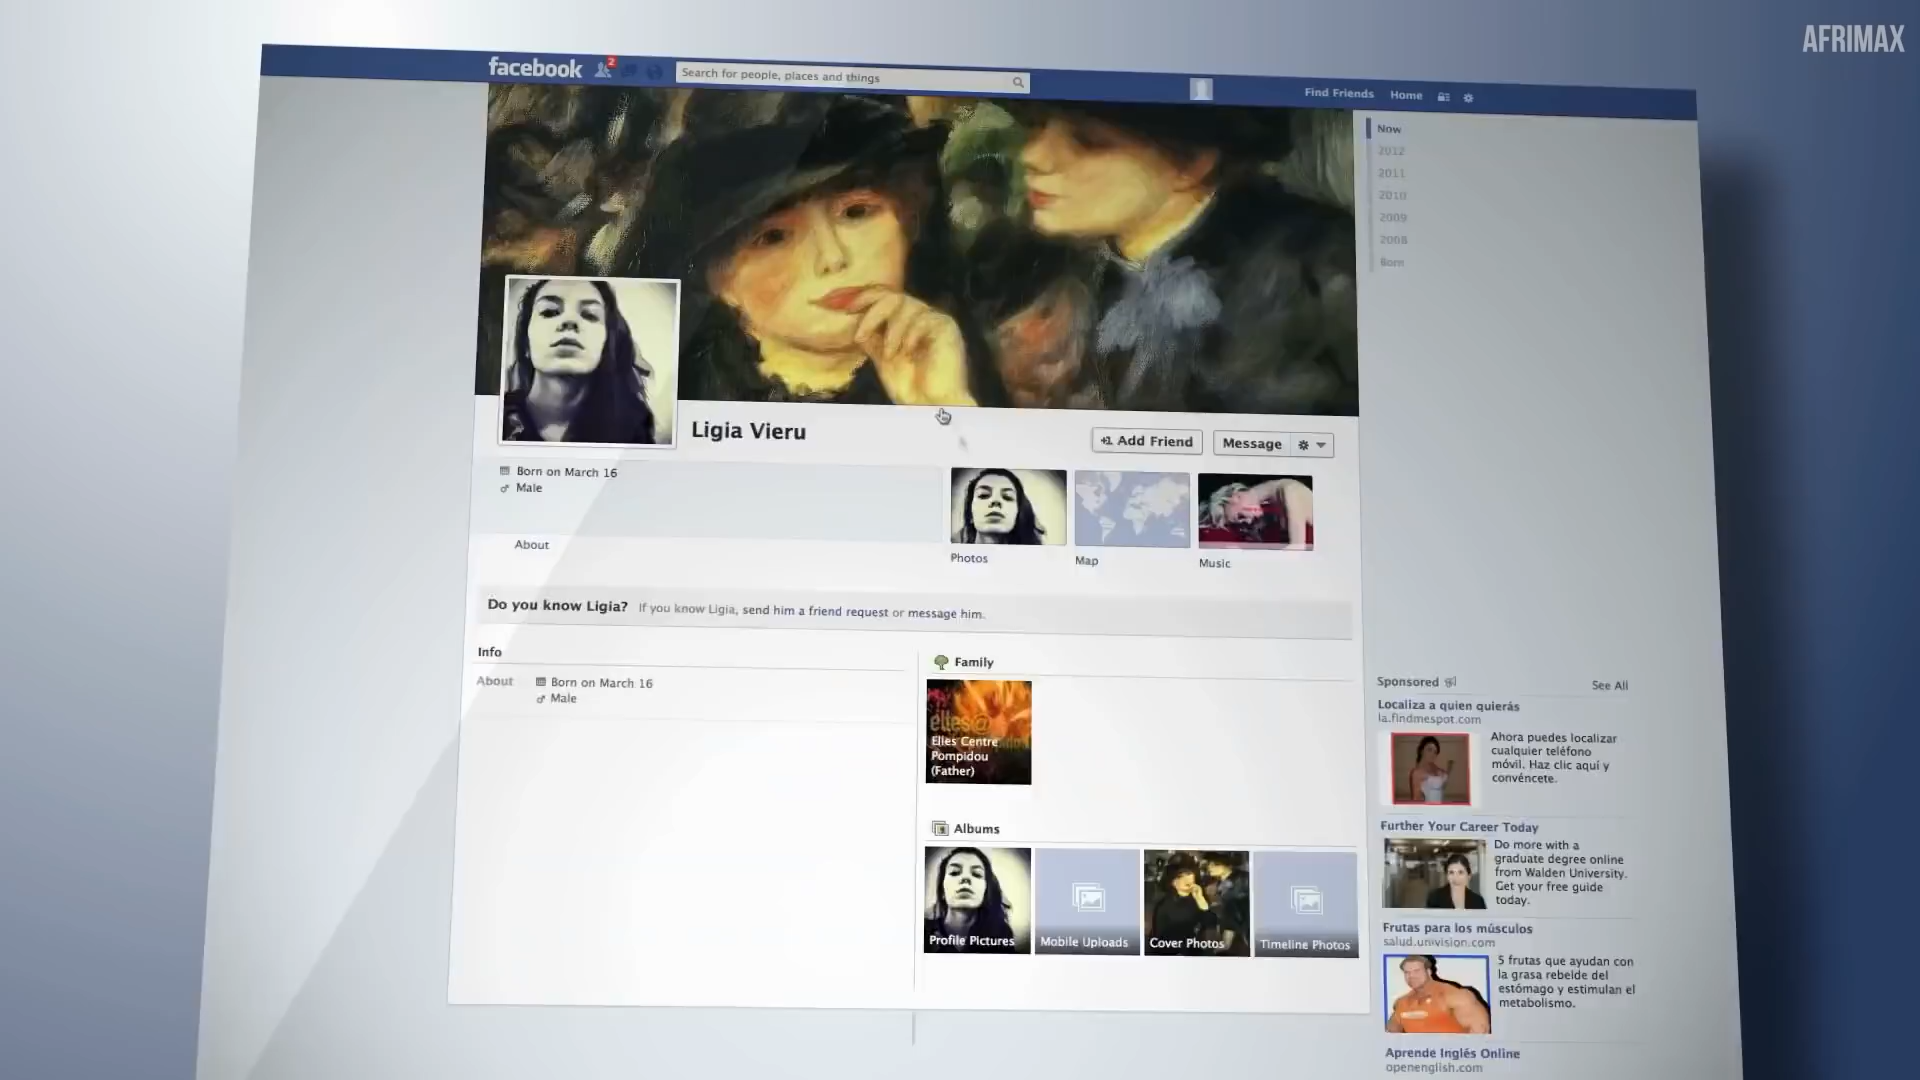 AFRIMAX
facebook
2
Search for people, places and things
Find Friends
Home
Now
2012
2011
2010
2009
2008
Born
Ligia Vieru
+1 Add Friend
Message
Born on March 16
Male
About
Photos
Map
Music
Do you know Ligia? If you know Ligia, send him a friend request or message him.
Info
About
Born on March 16
Male
Family
elles@
Elles Centre
Pompidou
(Father)
Albums
Profile Pictures
Mobile Uploads
Cover Photos
Timeline Photos
Sponsored
See All
Localiza a quien quierás
la.findmespot.com
Ahora puedes localizar
cualquier teléfono
móvil. Haz clic aquí y
convéncete.
Further Your Career Today
Do more with a
graduate degree online
from Walden University.
Get your free guide
today.
Frutas para los músculos
salud.univision.com
5 frutas que ayudan con
la grasa rebelde del
estómago y estimulan el
metabolismo.
Aprende Inglés Online
openenglish.com